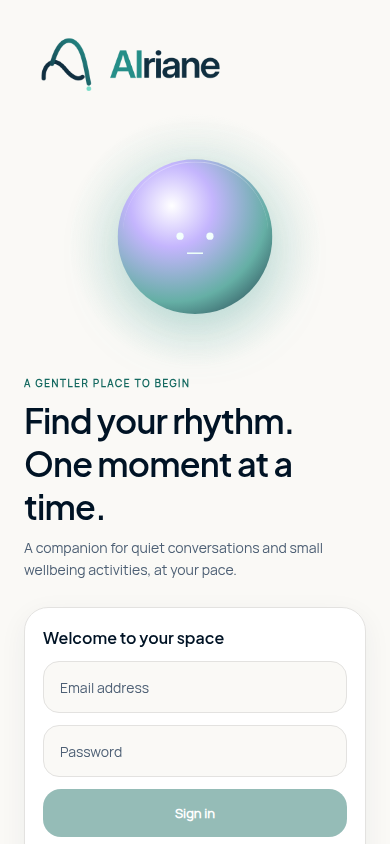 AIriane
A GENTLER PLACE TO BEGIN
Find your rhythm.
One moment at a
time.
A companion for quiet conversations and small
wellbeing activities, at your pace.
Welcome to your space
Email address
Password
Sign in